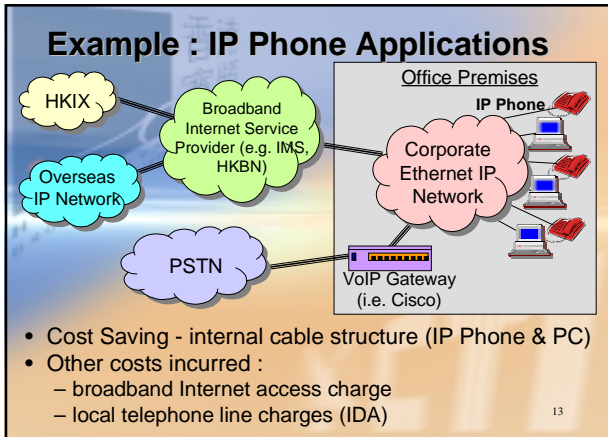 Example : IP Phone Applications
Office Premises
HKIX
Broadband
Internet Service
Provider (e.g. IMS,
HKBN)
IP Phone
Corporate
Ethernet IP
Network
Overseas
IP Network
PSTN
VoIP Gateway
(i.e. Cisco)
• Cost Saving - internal cable structure (IP Phone & PC)
• Other costs incurred :
– broadband Internet access charge
– local telephone line charges (IDA)
13